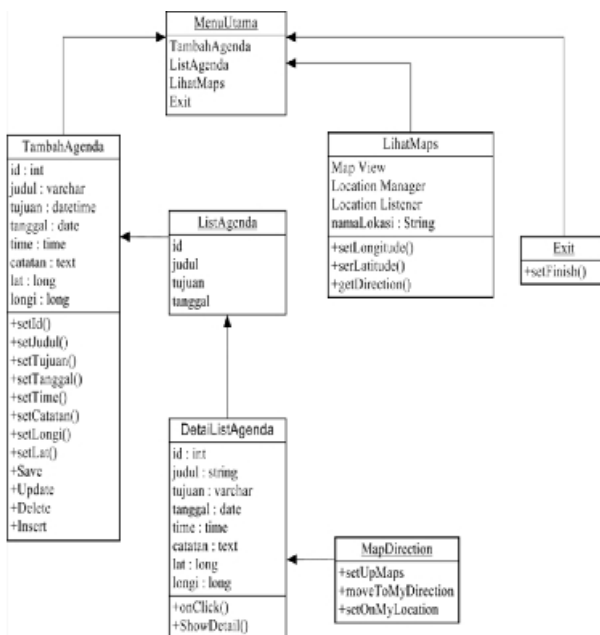 MenuUtama
TambahAgenda
ListAgenda
LihatMaps
Exit
TambahAgenda
id : int
judul : varchar
tujuan : datetime
tanggal : date
time : time
catatan : text
lat : long
longi : long
+setId()
+setJudul()
+setTujuan()
+setTanggal()
+setTime()
+setCatatan()
+setLongi()
+setLat()
+Save
+Update
+Delete
+Insert
ListAgenda
id
judul
tujuan
tanggal
LihatMaps
Map View
Location Manager
Location Listener
namaLokasi : String
+setLongitude()
+serLatitude()
+getDirection()
Exit
+setFinish()
DetailListAgenda
id : int
judul : string
tujuan : varchar
tanggal : date
time : time
catatan : text
lat : long
longi : long
+onClick()
+ShowDetail()
MapDirection
+setUpMaps
+moveToMyDirection
+setOnMyLocation